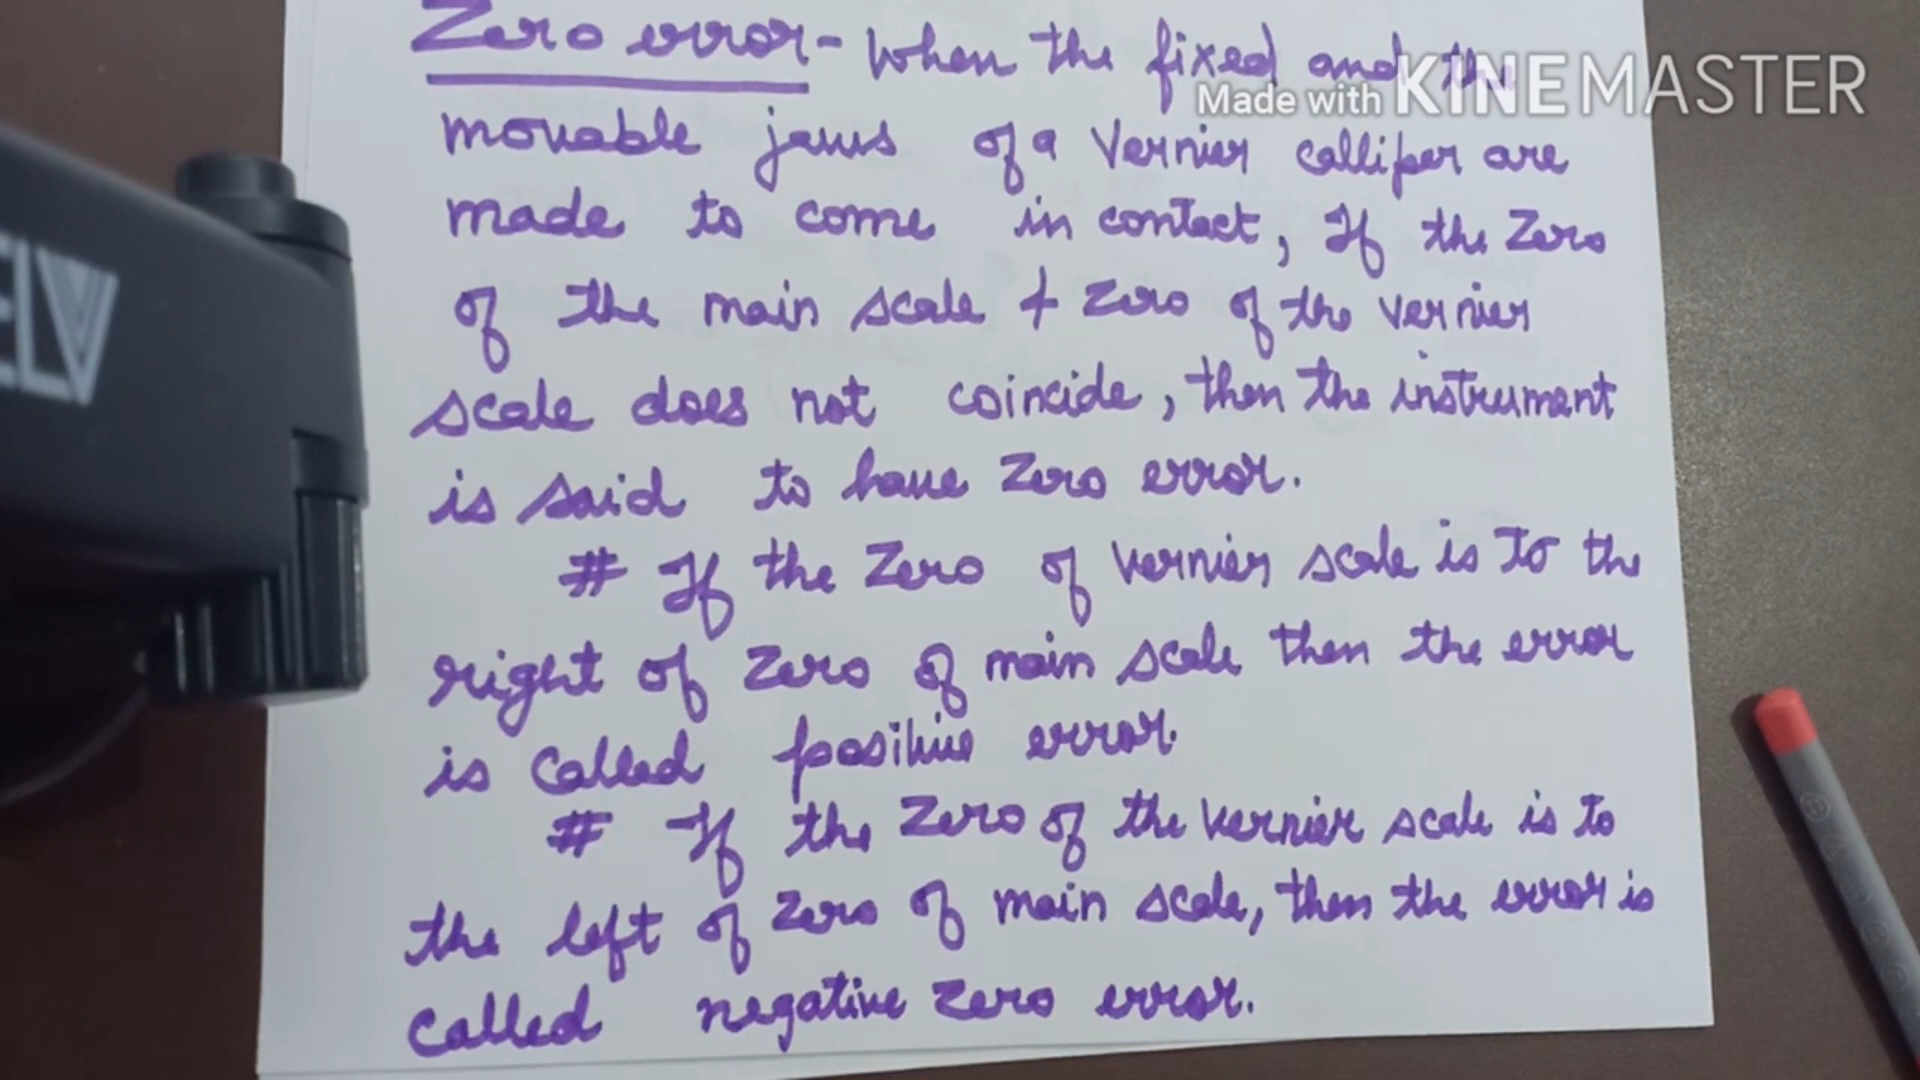 Zero error - When the fixed and the
Made with KINEMASTER
movable jaws of a Vernier calliper are
made to come in contact, If the Zero
of the main scale & Zero of the vernier
scale does not coincide, then the instrument
is said to have Zero error.
# If the Zero of Vernier scale is to the
right of Zero of main scale then the error
is called positive error.
# If the Zero of the Vernier scale is to
the left of Zero of main scale, then the error is
called negative Zero error.